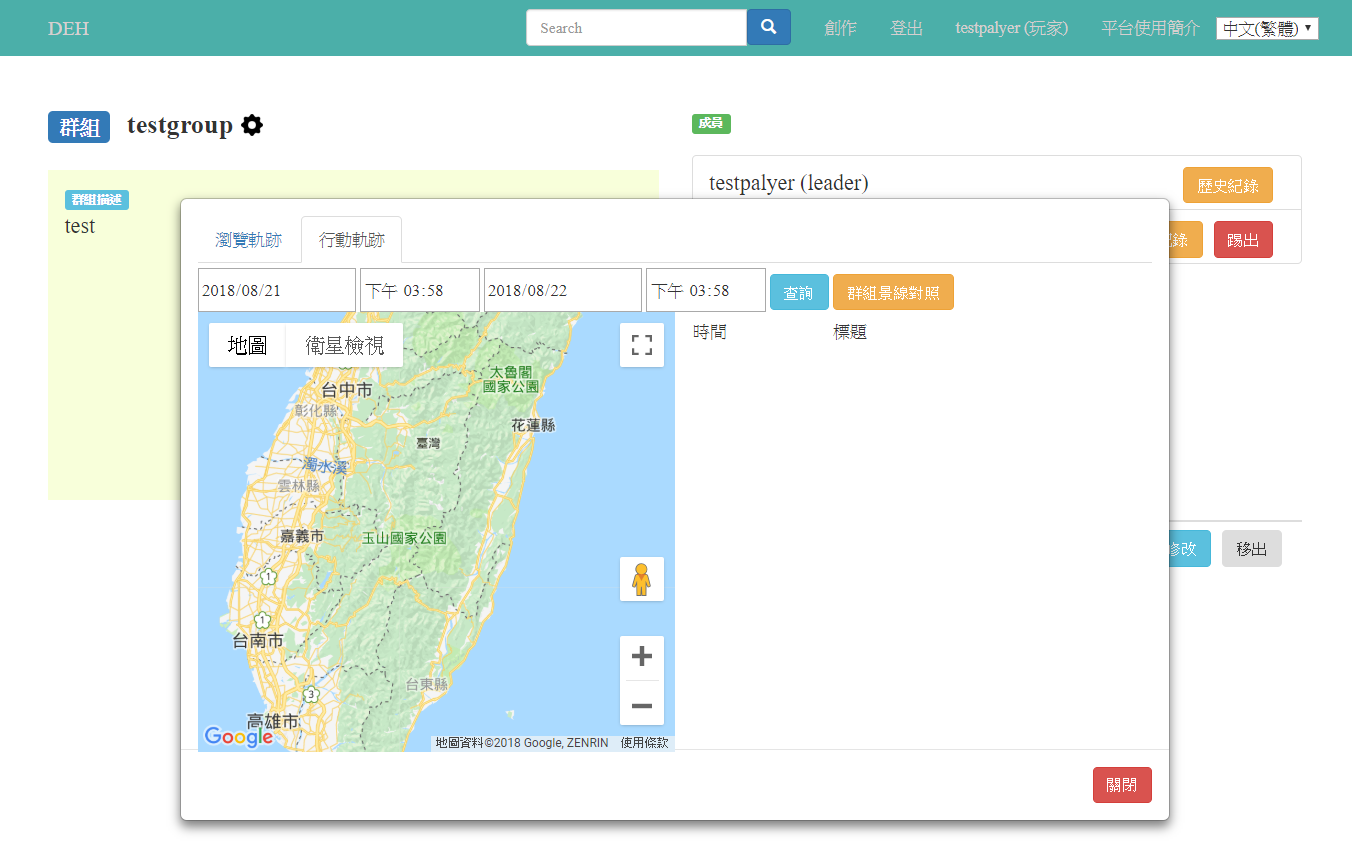 DEH
Search
創作
登出
testpalyer (玩家)
平台使用簡介
中文(繁體)
群組
testgroup
成員
群組描述
test
testpalyer (leader)
歷史紀錄
錄
踢出
瀏覽軌跡
行動軌跡
2018/08/21
下午 03:58
2018/08/22
下午 03:58
查詢
群組景線對照
時間
標題
地圖
衛星檢視
太魯閣
國家公園
台中市
彰化縣
花蓮縣
臺灣
濁水溪
雲林縣
嘉義市
玉山國家公園
1
1
台南市
台東縣
3
高雄市
Google
地圖資料©2018 Google, ZENRIN
使用條款
修改
移出
關閉